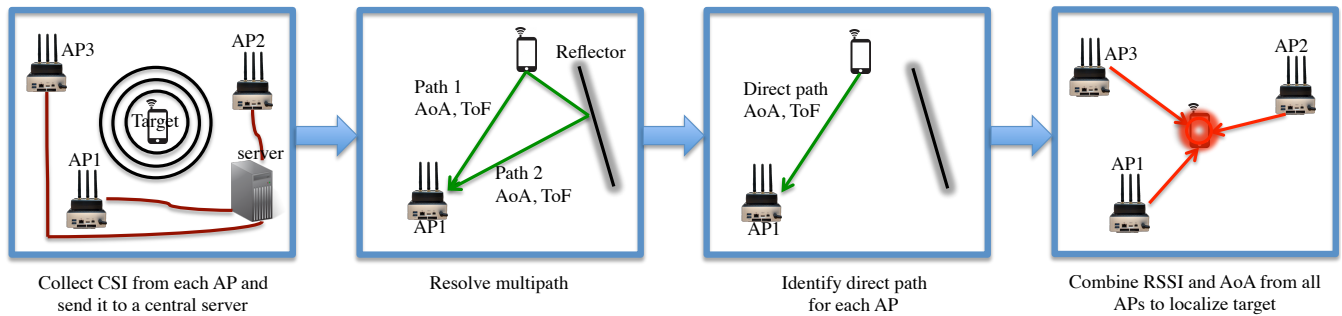 AP3
AP2
Target
AP1
server
Collect CSI from each AP and
send it to a central server
Reflector
Path 1
AoA, ToF
Path 2
AoA, ToF
AP1
Resolve multipath
Direct path
AoA, ToF
AP1
Identify direct path
for each AP
AP3
AP2
AP1
Combine RSSI and AoA from all
APs to localize target